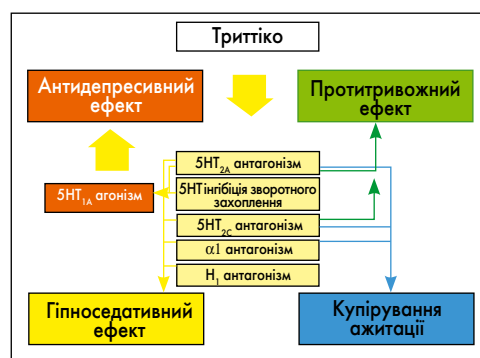 Триттіко
Антидепресивний
ефект
Протитривожний
ефект
5HT2A антагонізм
5HT інгібіція зворотного
захоплення
5HT1A агонізм
5HT2C антагонізм
α1 антагонізм
H1 антагонізм
Гіпноседативний
ефект
Купірування
ажитації